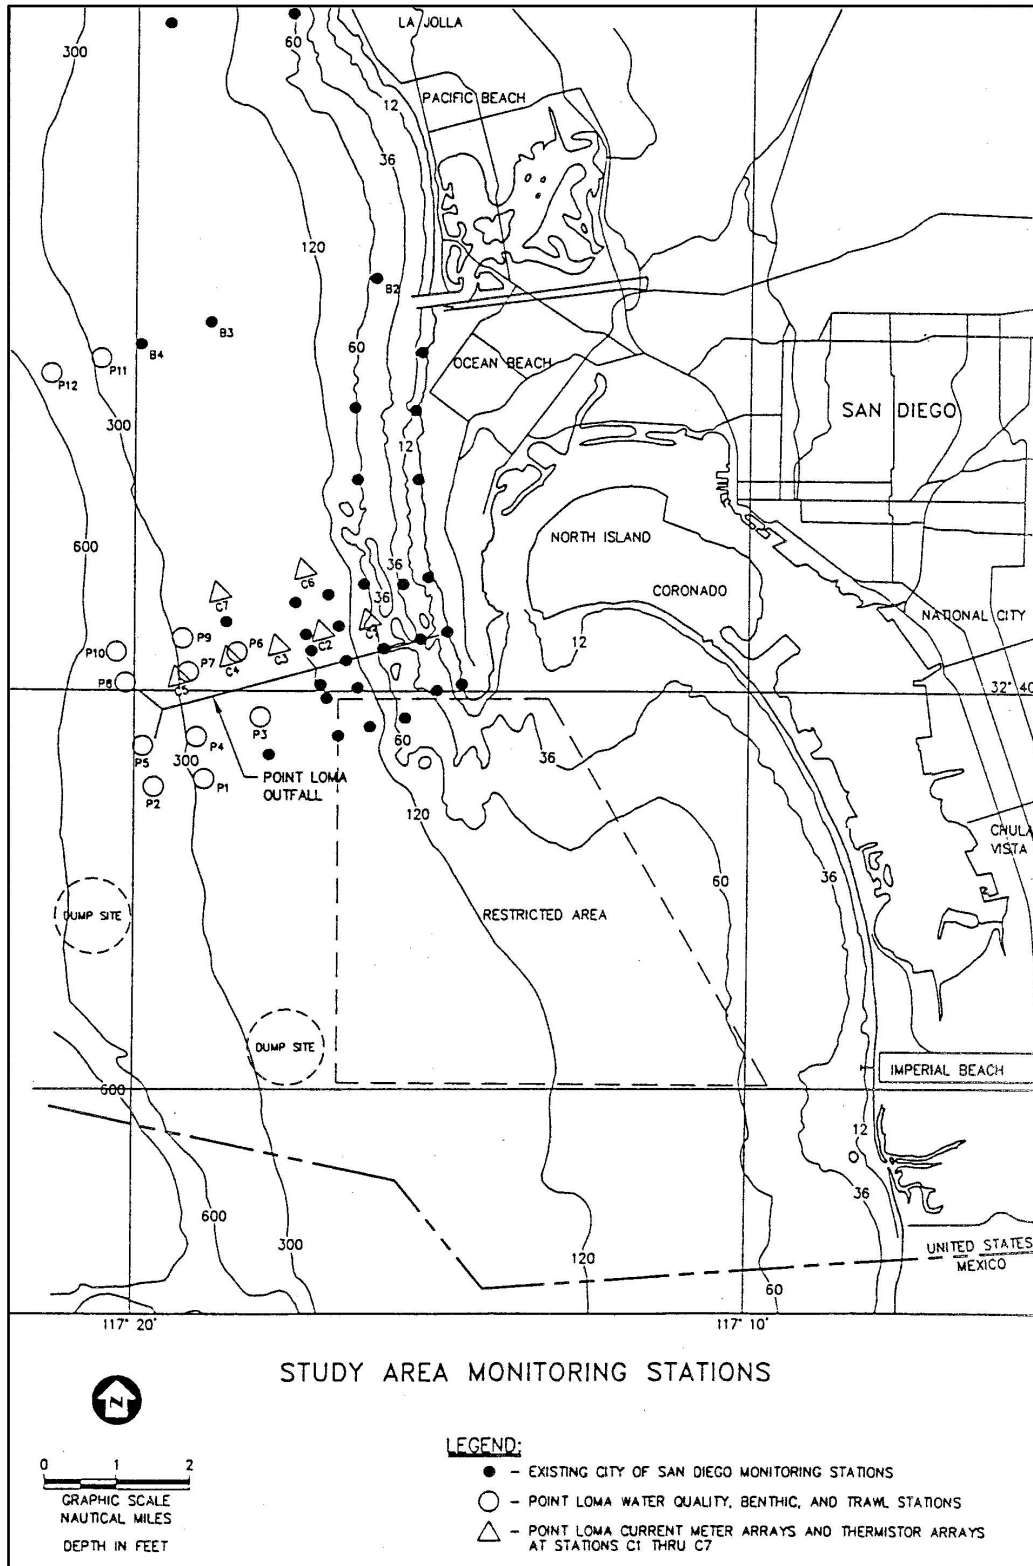 LA JOLLA
300
60
PACIFIC BEACH
12
36
120
B2
B3
B4
60
P11
P12
OCEAN BEACH
300
SAN DIEGO
12
600
NORTH ISLAND
36
C6
36
CORONADO
C7
NATIONAL CITY
P9
P6
C2
12
P10
P7
C4
C3
P8
C5
32° 40
P3
P4
60
36
P5
300
POINT LOMA
OUTFALL
P2
P1
120
CHULA
VISTA
36
60
DUMP SITE
RESTRICTED AREA
DUMP SITE
IMPERIAL BEACH
600
12
36
600
300
120
UNITED STATES
MEXICO
60
117° 20
117° 10
STUDY AREA MONITORING STATIONS
N
LEGEND:
0 1 2
GRAPHIC SCALE
NAUTICAL MILES
DEPTH IN FEET
● - EXISTING CITY OF SAN DIEGO MONITORING STATIONS
○ - POINT LOMA WATER QUALITY, BENTHIC, AND TRAWL STATIONS
△ - POINT LOMA CURRENT METER ARRAYS AND THERMISTOR ARRAYS
AT STATIONS C1 THRU C7